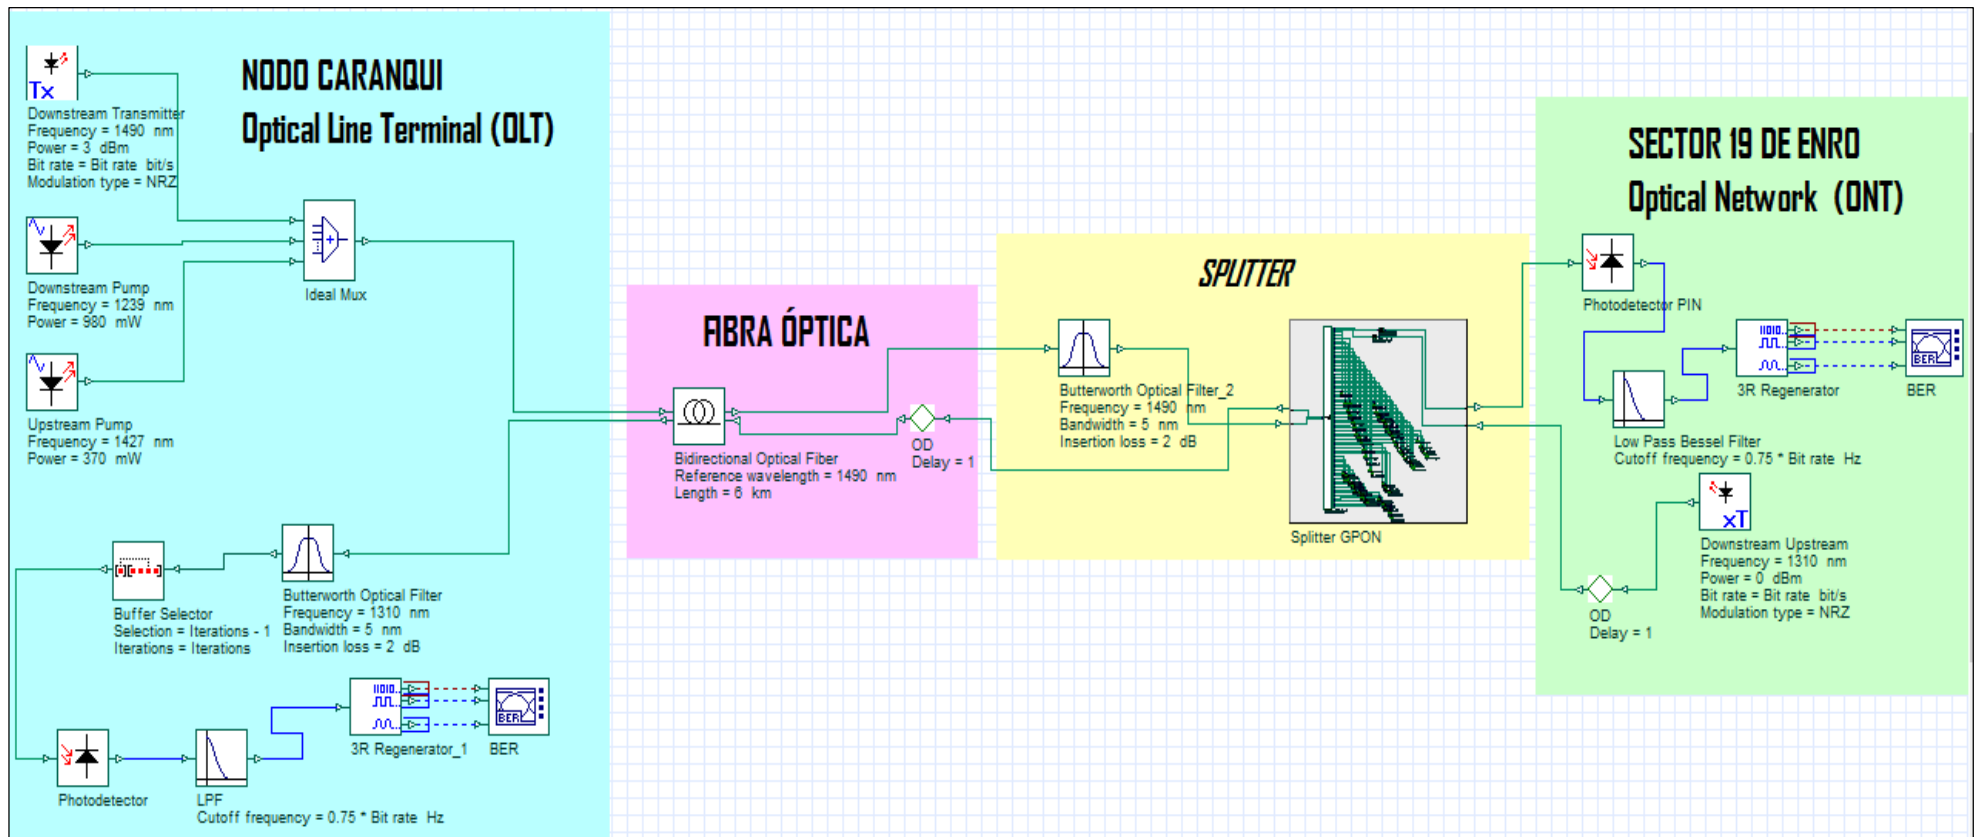 NODO CARANQUI
Optical Line Terminal (OLT)
Tx
Downstream Transmitter
Frequency = 1490 nm
Power = 3 dBm
Bit rate = Bit rate bit/s
Modulation type = NRZ
Downstream Pump
Frequency = 1239 nm
Power = 980 mW
Ideal Mux
Upstream Pump
Frequency = 1427 nm
Power = 370 mW
Buffer Selector
Selection = Iterations - 1
Iterations = Iterations
Butterworth Optical Filter
Frequency = 1310 nm
Bandwidth = 5 nm
Insertion loss = 2 dB
3R Regenerator_1
BER
BER
Photodetector
LPF
Cutoff frequency = 0.75 * Bit rate Hz
FIBRA ÓPTICA
Bidirectional Optical Fiber
Reference wavelength = 1490 nm
Length = 6 km
OD
Delay = 1
SPLITTER
Butterworth Optical Filter_2
Frequency = 1490 nm
Bandwidth = 5 nm
Insertion loss = 2 dB
Splitter GPON
SECTOR 19 DE ENRO
Optical Network (ONT)
Photodetector PIN
3R Regenerator
BER
BER
Low Pass Bessel Filter
Cutoff frequency = 0.75 * Bit rate Hz
xT
Downstream Upstream
Frequency = 1310 nm
Power = 0 dBm
Bit rate = Bit rate bit/s
Modulation type = NRZ
OD
Delay = 1